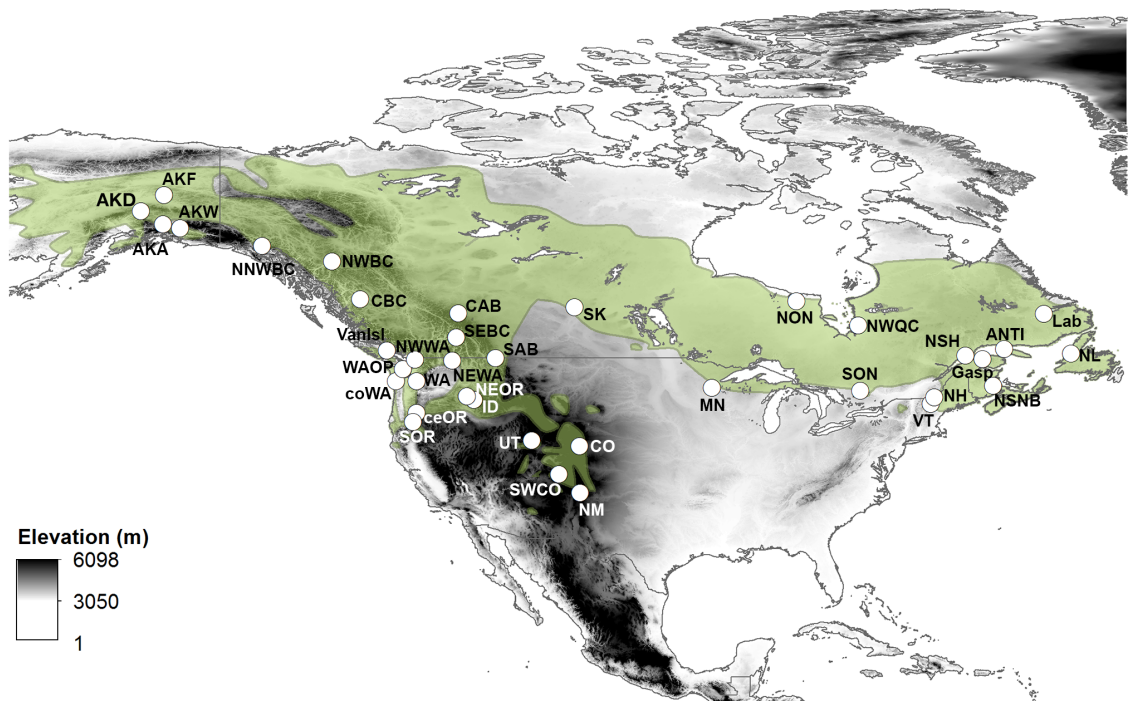 AKF
AKD
AKW
AKA
NNWBC
NWBC
CBC
CAB
SK
NON
NWQC
Lab
SEBC
VanIsl
NWWA
SAB
NSH
ANTI
NL
WAOP
NEWA
Gasp
WA
coWA
NEOR
SON
ID
MN
NH
NSNB
ceOR
VT
SOR
UT
CO
SWCO
NM
Elevation (m)
6098
3050
1